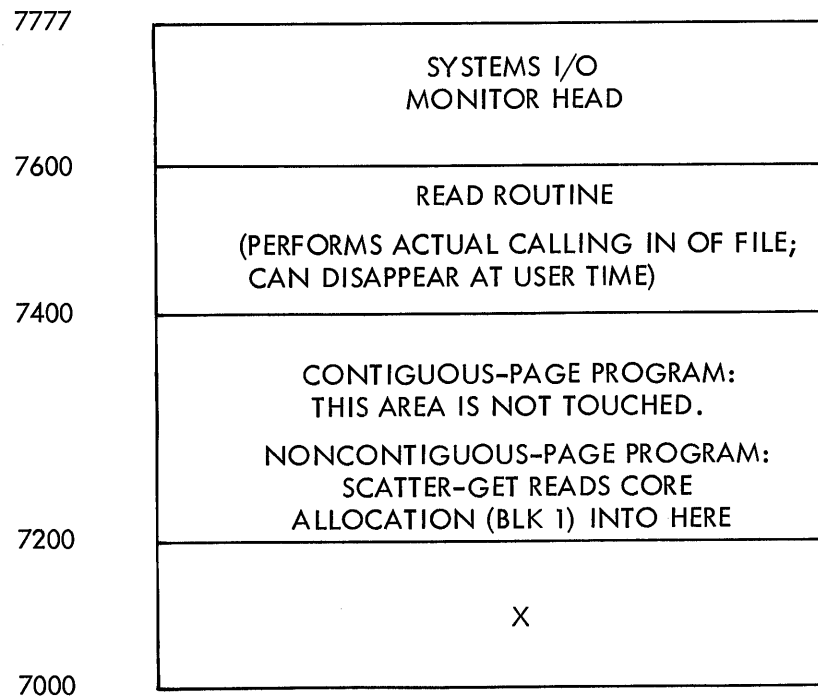 7777
SYSTEMS I/O
MONITOR HEAD
7600
READ ROUTINE
(PERFORMS ACTUAL CALLING IN OF FILE;
CAN DISAPPEAR AT USER TIME)
7400
CONTIGUOUS-PAGE PROGRAM:
THIS AREA IS NOT TOUCHED.
NONCONTIGUOUS-PAGE PROGRAM:
SCATTER-GET READS CORE
ALLOCATION (BLK 1) INTO HERE
7200
X
7000